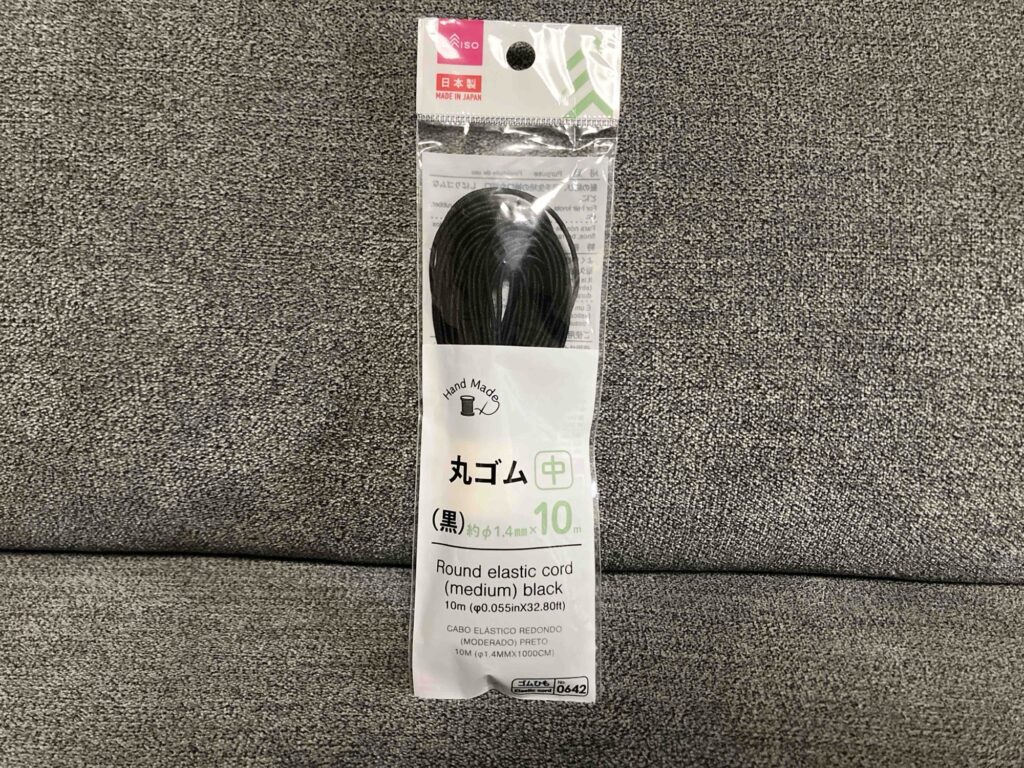 DAISO
日本製
MADE IN JAPAN
Hand Made
丸ゴム 中
(黒)約φ1.4mm×10m
Round elastic cord
(medium) black
10m (φ0.055inX32.80ft)
CABO ELÁSTICO REDONDO
(MODERADO) PRETO
10M (φ1.4MMX1000CM)
ゴムひも
Elastic cord
No.
0642